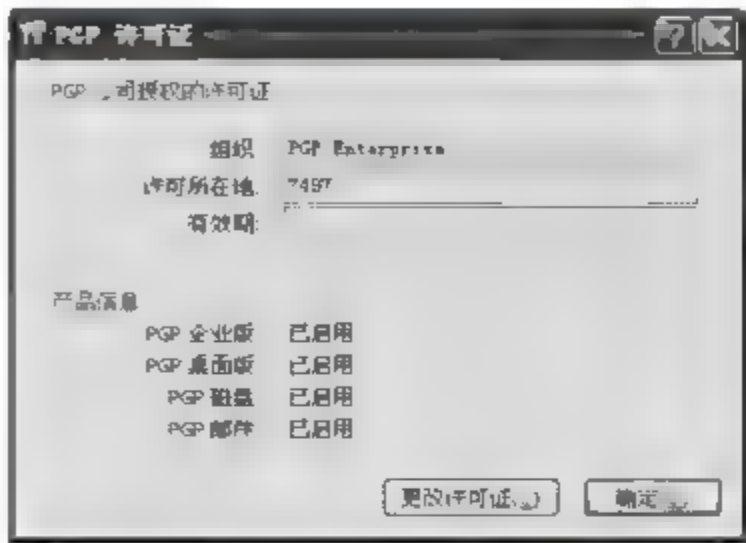 PGP 许可证
PGP 可授权的许可证
组织 PGP Enterprise
许可所在地: 7497
有效期:
产品信息
PGP 企业版 已启用
PGP 桌面版 已启用
PGP 磁盘 已启用
PGP 邮件 已启用
更改许可证 确定